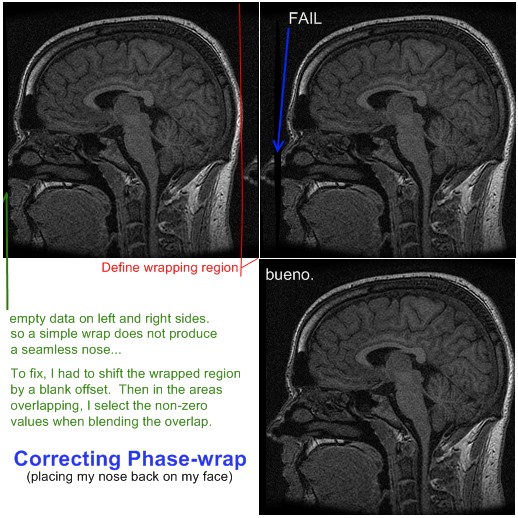 FAIL
Define wrapping region
bueno.
empty data on left and right sides.
so a simple wrap does not produce
a seamless nose...
To fix, I had to shift the wrapped region
by a blank offset. Then in the areas
overlapping, I select the non-zero
values when blending the overlap.
Correcting Phase-wrap
(placing my nose back on my face)